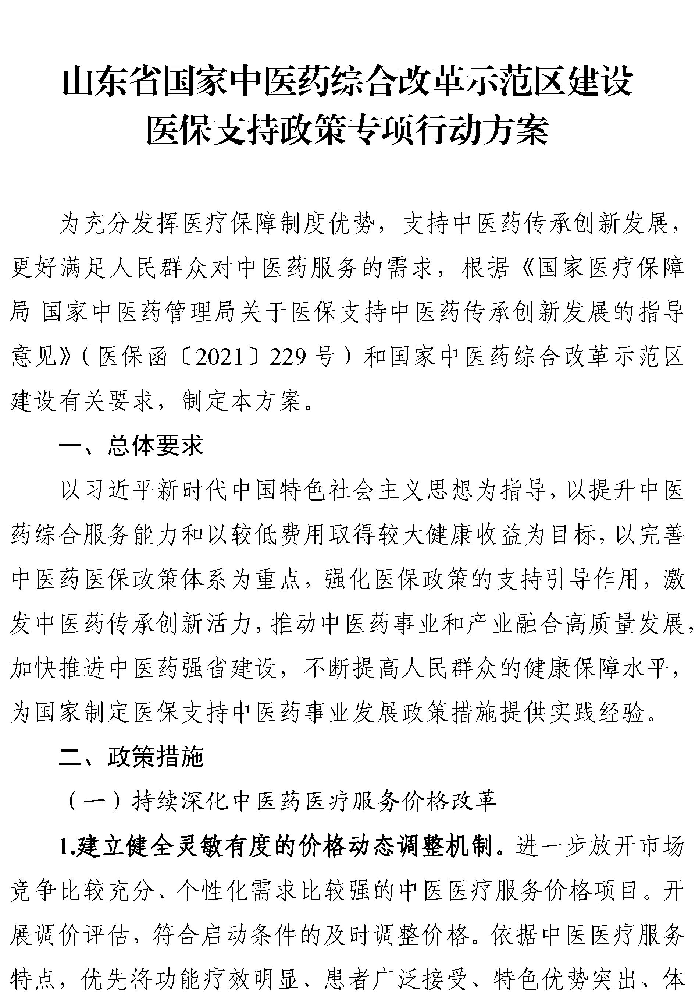 山东省国家中医药综合改革示范区建设
医保支持政策专项行动方案
为充分发挥医疗保障制度优势，支持中医药传承创新发展，
更好满足人民群众对中医药服务的需求，根据《国家医疗保障
局 国家中医药管理局关于医保支持中医药传承创新发展的指导
意见》（医保函〔2021〕229 号）和国家中医药综合改革示范区
建设有关要求，制定本方案。
一、总体要求
以习近平新时代中国特色社会主义思想为指导，以提升中医
药综合服务能力和以较低费用取得较大健康收益为目标，以完善
中医药医保政策体系为重点，强化医保政策的支持引导作用，激
发中医药传承创新活力，推动中医药事业和产业融合高质量发展，
加快推进中医药强省建设，不断提高人民群众的健康保障水平，
为国家制定医保支持中医药事业发展政策措施提供实践经验。
二、政策措施
（一）持续深化中医药医疗服务价格改革
1.建立健全灵敏有度的价格动态调整机制。进一步放开市场
竞争比较充分、个性化需求比较强的中医医疗服务价格项目。开
展调价评估，符合启动条件的及时调整价格。依据中医医疗服务
特点，优先将功能疗效明显、患者广泛接受、特色优势突出、体